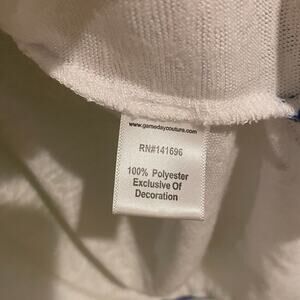 www.gamedaycouture.com
RN#141696
100% Polyester
Exclusive Of
Decoration